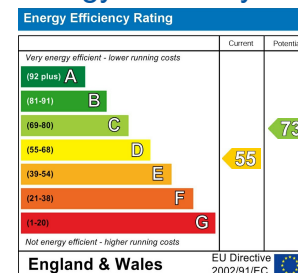 Energy Efficiency Rating
Current Potential
Very energy efficient - lower running costs
(92 plus) A
(81-91) B
(69-80) C
73
(55-68) D
55
(39-54) E
(21-38) F
(1-20) G
Not energy efficient - higher running costs
England & Wales
EU Directive
2002/91/EC